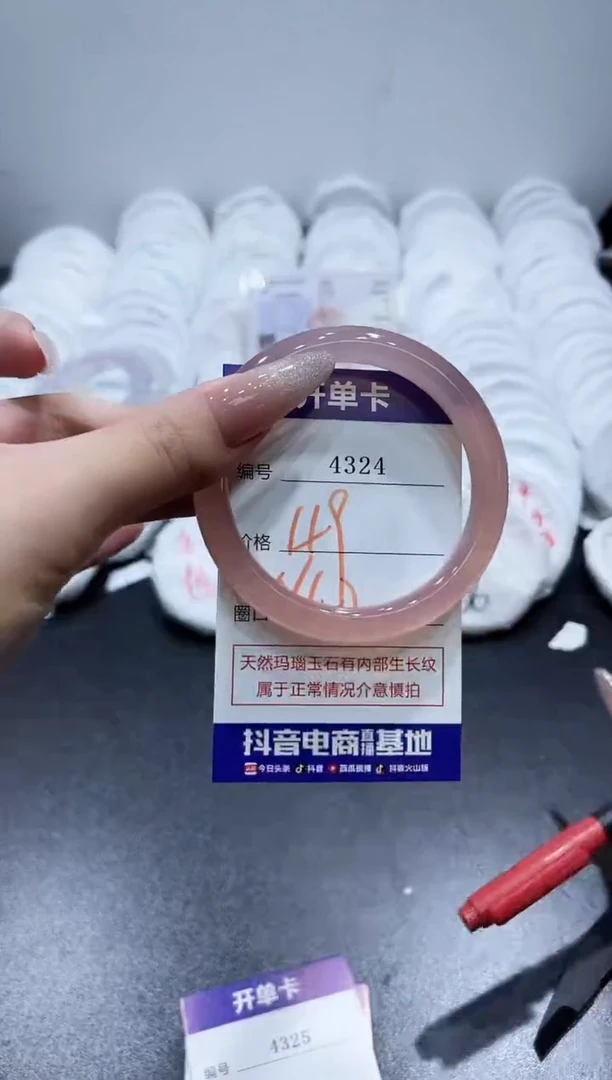 开单卡
编号 4324
价格 49
圈口
天然玛瑙玉石有内部生长纹
属于正常情况介意慎拍
抖音电商直播基地
今日头条 抖音 西瓜视频 抖音火山版
开单卡
编号 4325